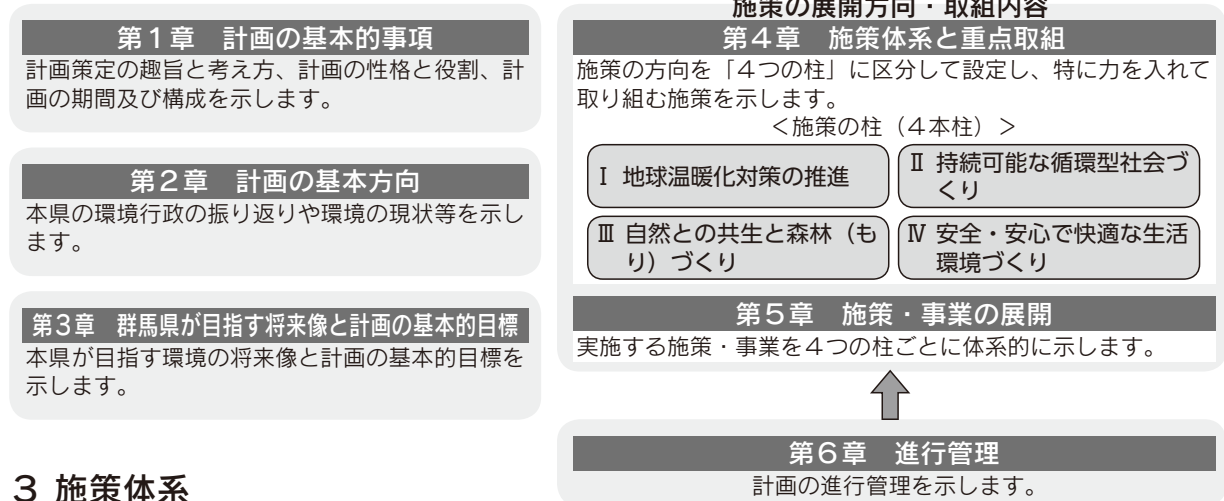 第1章　計画の基本的事項
計画策定の趣旨と考え方、計画の性格と役割、計
画の期間及び構成を示します。
第2章　計画の基本方向
本県の環境行政の振り返りや環境の現状等を示し
ます。
第3章　群馬県が目指す将来像と計画の基本的目標
本県が目指す環境の将来像と計画の基本的目標を
示します。
3 施策体系
施策の展開方向・取組内容
第4章　施策体系と重点取組
施策の方向を「4つの柱」に区分して設定し、特に力を入れて
取り組む施策を示します。
＜施策の柱（4本柱）＞
Ⅰ 地球温暖化対策の推進
Ⅱ 持続可能な循環型社会づ
くり
Ⅲ 自然との共生と森林（も
り）づくり
Ⅳ 安全・安心で快適な生活
環境づくり
第5章　施策・事業の展開
実施する施策・事業を4つの柱ごとに体系的に示します。
第6章　進行管理
計画の進行管理を示します。